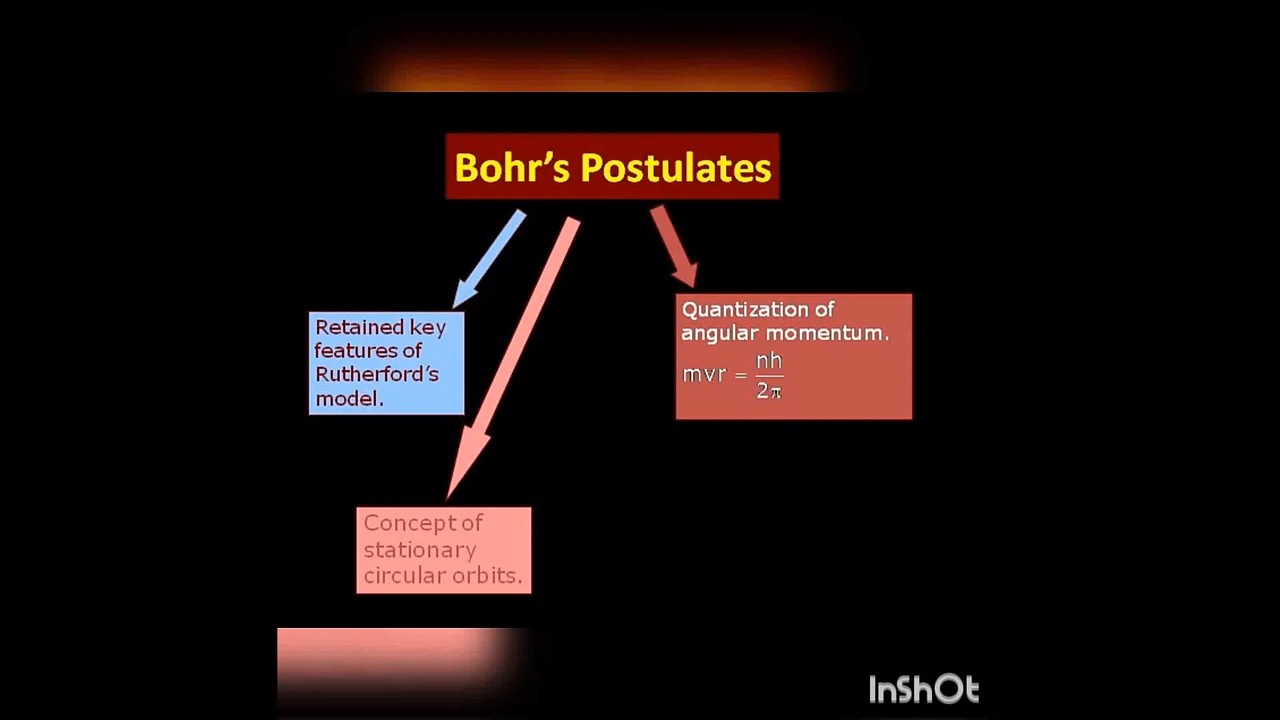 Bohr's Postulates
Retained key
features of
Rutherford's
model.
Quantization of
angular momentum.
mvr = nh/2π
Concept of
stationary
circular orbits.
InShOt